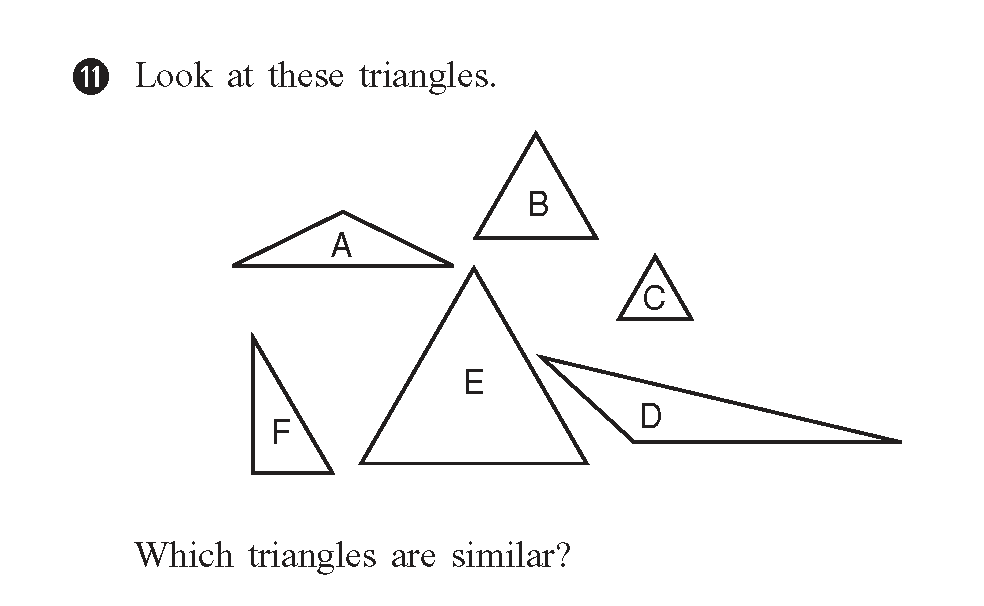 11 Look at these triangles.
B
A
C
E
D
F
Which triangles are similar?